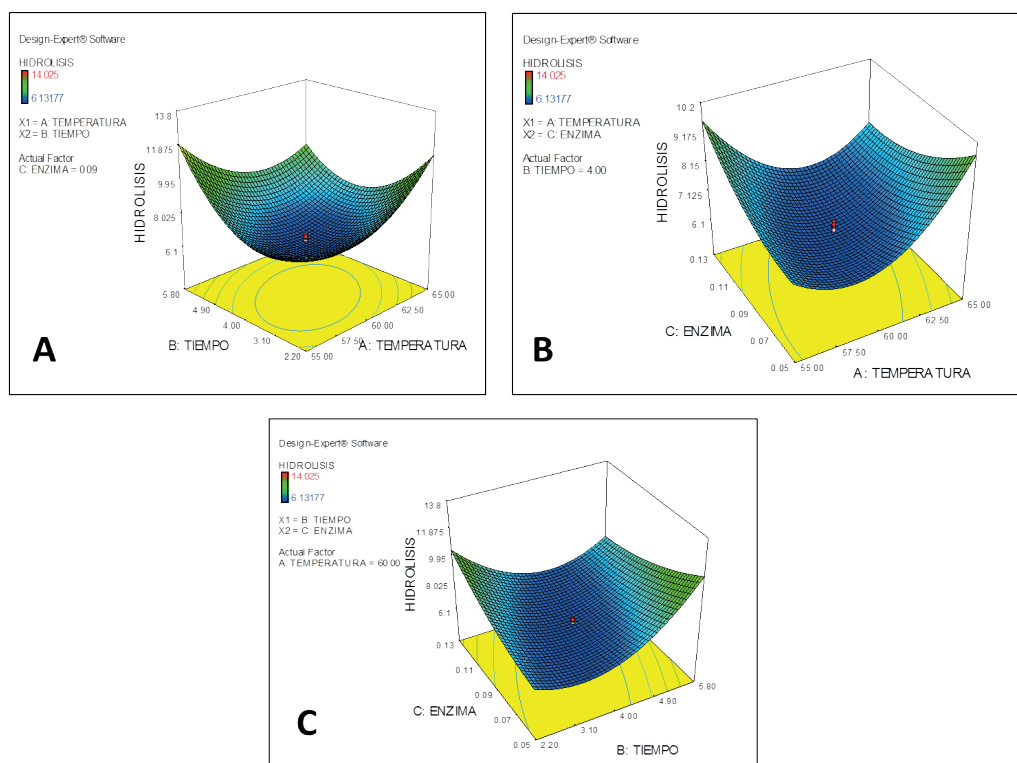 Design-Expert® Software
HIDROLISIS
14.025
6.13177
X1 = A: TEMPERATURA
X2 = B: TIEMPO
Actual Factor
C: ENZIMA = 0.09
13.8
11.875
9.95
8.025
6.1
HIDROLISIS
5.80
4.90
4.00
3.10
2.20
B: TIEMPO
65.00
62.50
60.00
57.50
55.00
A: TEMPERATURA
A
Design-Expert® Software
HIDROLISIS
14.025
6.13177
X1 = A: TEMPERATURA
X2 = C: ENZIMA
Actual Factor
B: TIEMPO = 4.00
10.2
9.175
8.15
7.125
6.1
HIDROLISIS
0.13
0.11
0.09
0.07
0.05
C: ENZIMA
65.00
62.50
60.00
57.50
55.00
A: TEMPERATURA
B
Design-Expert® Software
HIDROLISIS
14.025
6.13177
X1 = B: TIEMPO
X2 = C: ENZIMA
Actual Factor
A: TEMPERATURA = 60.00
13.8
11.875
9.95
8.025
6.1
HIDROLISIS
0.13
0.11
0.09
0.07
0.05
C: ENZIMA
5.80
4.90
4.00
3.10
2.20
B: TIEMPO
C